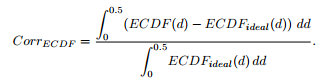 $$Corr_{ECDF} = \frac{\int_0^{0.5} (ECDF(d) - ECDF_{ideal}(d))\ dd}{\int_0^{0.5} ECDF_{ideal}(d)\, dd}.$$